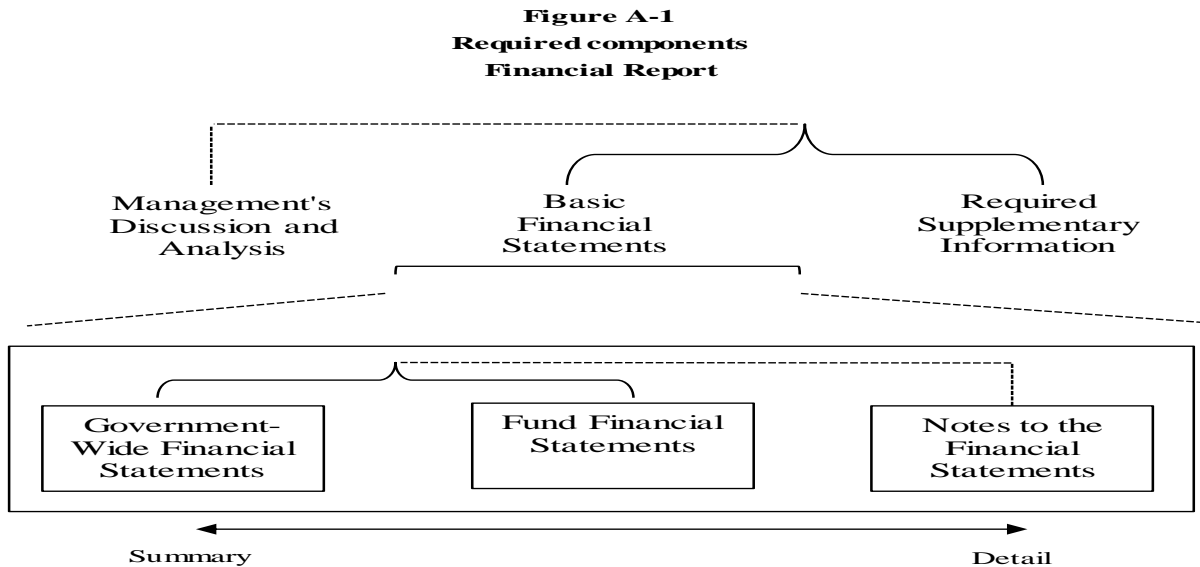 Figure A-1
Required components
Financial Report
Management's
Discussion and
Analysis
Basic
Financial
Statements
Required
Supplementary
Information
Government-
Wide Financial
Statements
Fund Financial
Statements
Notes to the
Financial
Statements
Summary
Detail